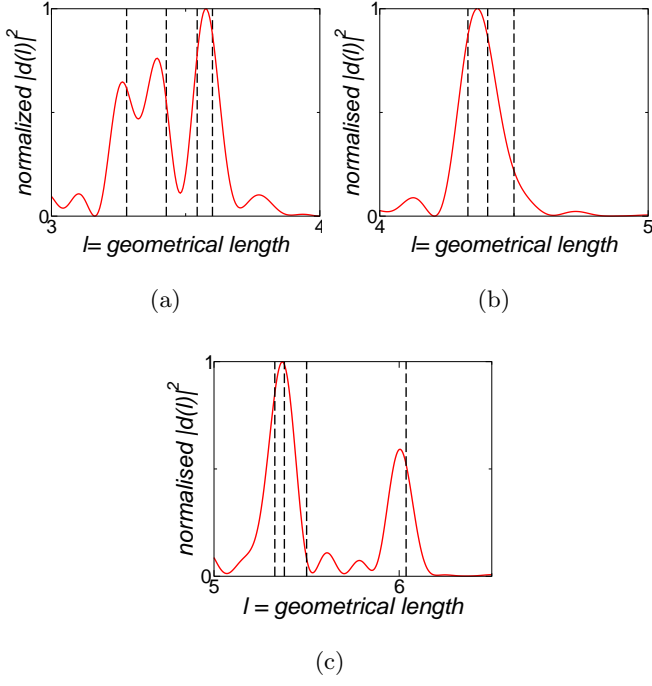 1
normalized |d(l)|²
0
3
4
l= geometrical length
(a)
1
normalised |d(l)|²
0
4
5
l= geometrical length
(b)
1
normalised |d(l)|²
0
5
6
l = geometrical length
(c)